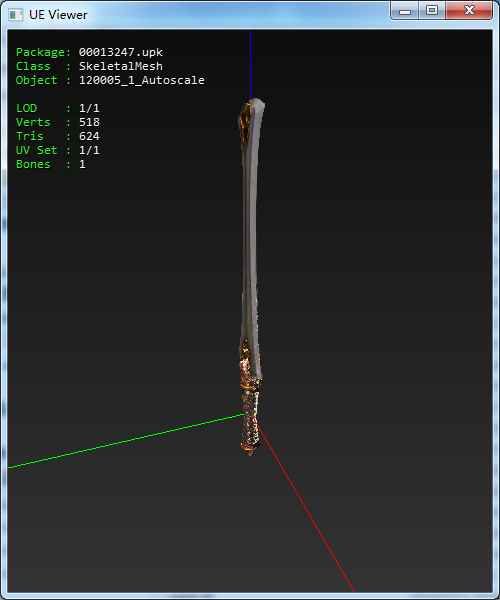 UE Viewer
Package: 00013247.upk
Class : SkeletalMesh
Object : 120005_1_Autoscale
LOD : 1/1
Verts : 518
Tris : 624
UV Set : 1/1
Bones : 1